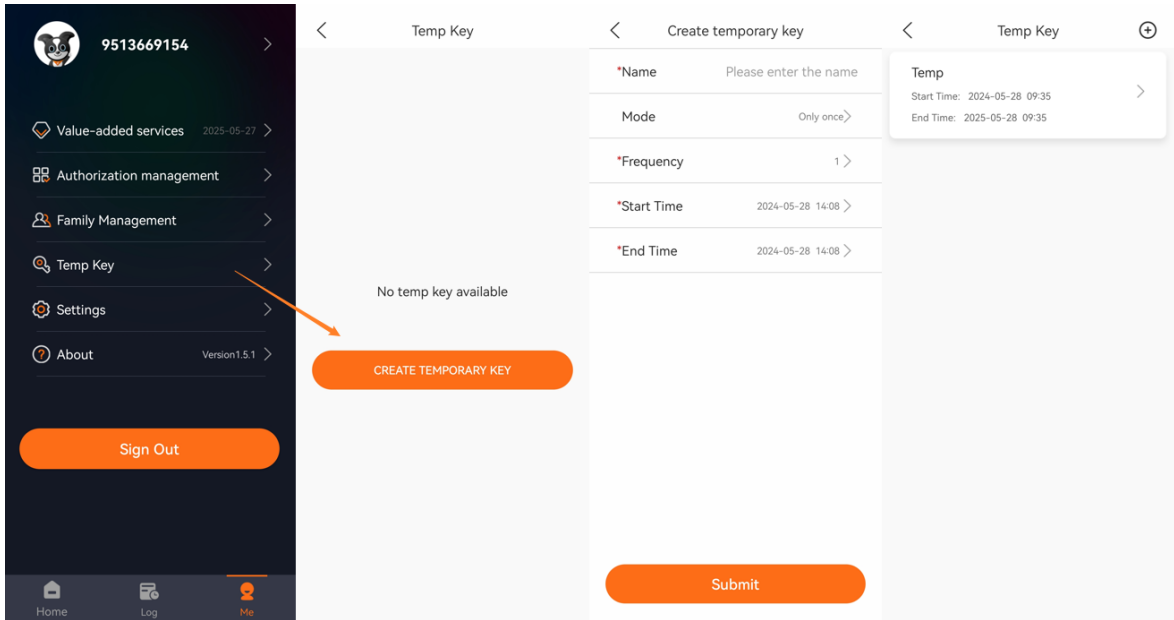 9513669154
Value-added services 2025-05-27
Authorization management
Family Management
Temp Key
Settings
About Version1.5.1
Sign Out
Home Log Me
Temp Key
No temp key available
CREATE TEMPORARY KEY
Create temporary key
*Name Please enter the name
Mode Only once
*Frequency 1
*Start Time 2024-05-28 14:08
*End Time 2024-05-28 14:08
Submit
Temp Key
Temp
Start Time: 2024-05-28 09:35
End Time: 2025-05-28 09:35